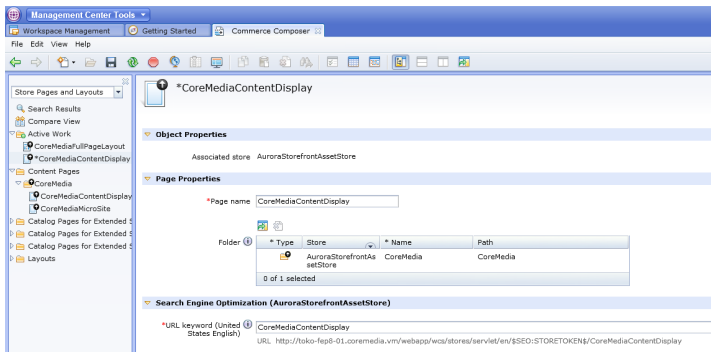 Management Center Tools
Workspace Management
Getting Started
Commerce Composer
File Edit View Help
Store Pages and Layouts
*CoreMediaContentDisplay
Search Results
Compare View
Active Work
CoreMediaFullPageLayout
*CoreMediaContentDisplay
Content Pages
CoreMedia
CoreMediaContentDisplay
CoreMediaMicroSite
Catalog Pages for Extended S
Catalog Pages for Extended S
Catalog Pages for Extended S
Layouts
Object Properties
Associated store AuroraStorefrontAssetStore
Page Properties
*Page name CoreMediaContentDisplay
Folder
* Type Store * Name Path
AuroraStorefrontAs
setStore
CoreMedia CoreMedia
0 of 1 selected
Search Engine Optimization (AuroraStorefrontAssetStore)
*URL keyword (United
States English)
CoreMediaContentDisplay
URL http://toko-fep8-01.coremedia.vm/webapp/wcs/stores/servlet/en/$SEO:STORETOKEN$/CoreMediaContentDisplay